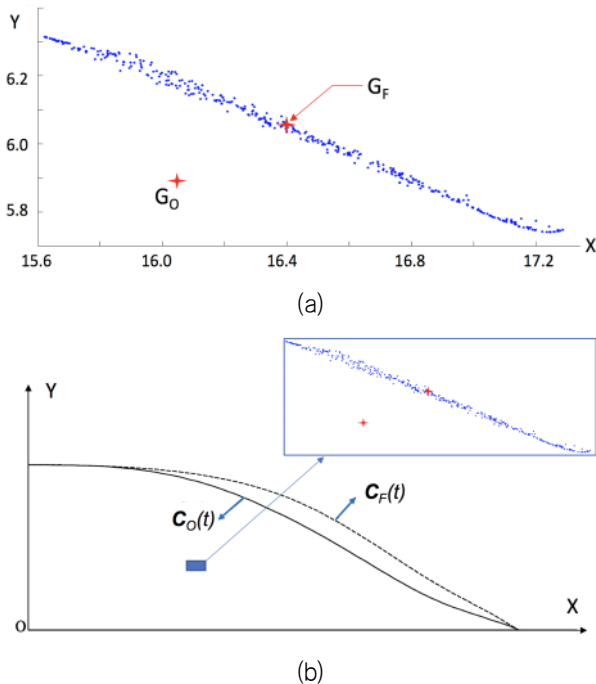 Y
6.2
G_F
6.0
G_O
5.8
X
15.6 16.0 16.4 16.8 17.2
(a)
Y
C_F(t)
C_O(t)
X
O
(b)